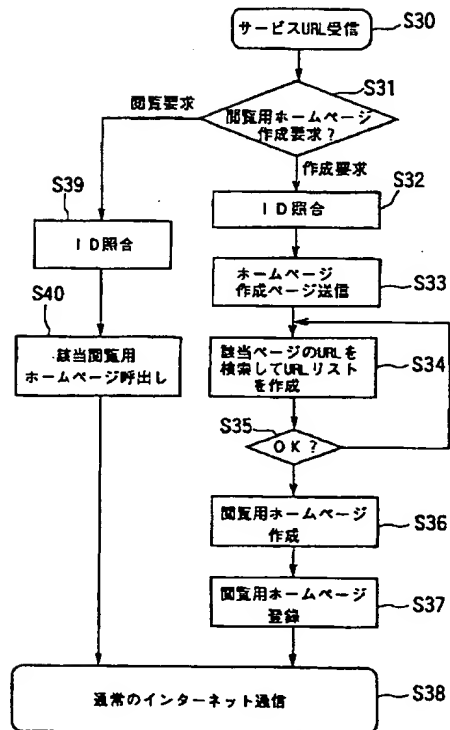 サービスURL受信
S30
S31
閲覧要求
閲覧用ホームページ
作成要求？
作成要求
S39
S32
ＩＤ照合
ＩＤ照合
ホームページ
作成ページ送信
S33
S40
該当閲覧用
ホームページ呼出し
該当ページのURLを
検索してURLリスト
を作成
S34
S35
ＯＫ？
閲覧用ホームページ
作成
S36
閲覧用ホームページ
登録
S37
通常のインターネット通信
S38